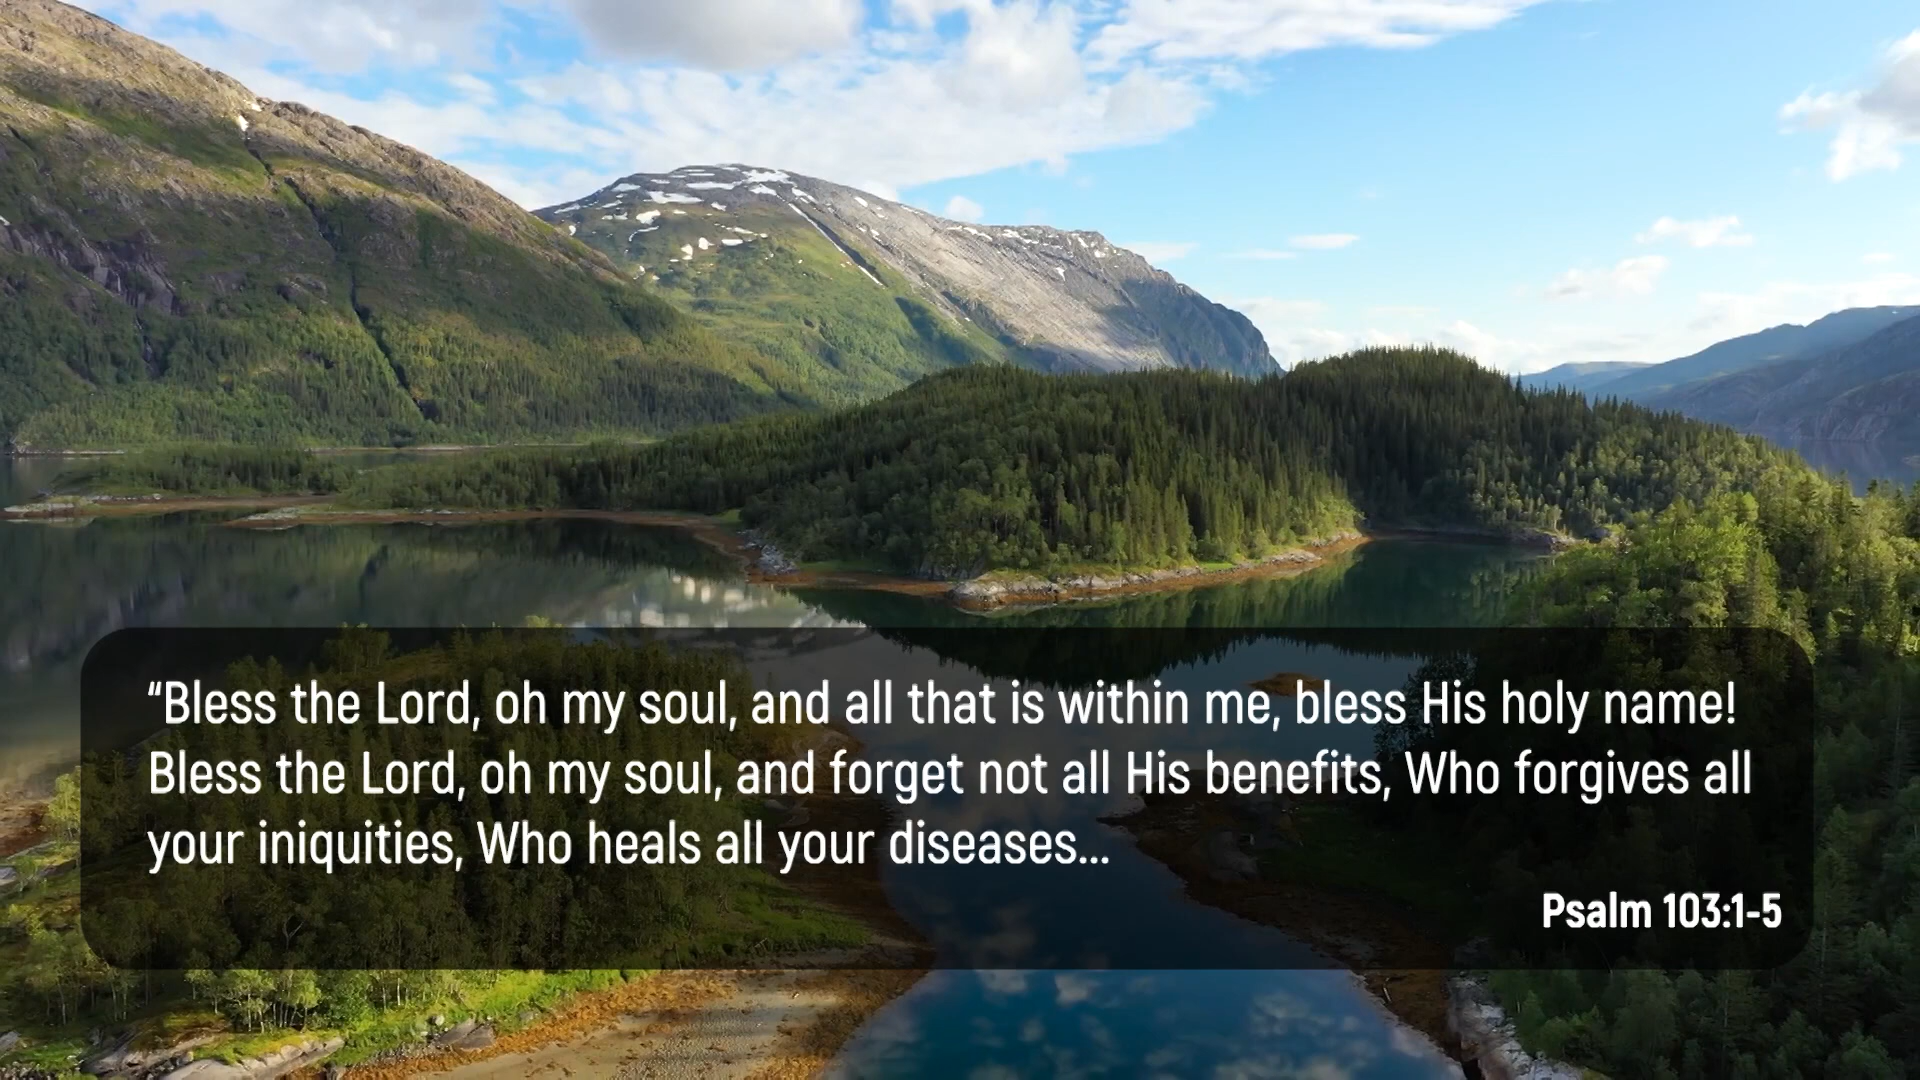 “Bless the Lord, oh my soul, and all that is within me, bless His holy name!
Bless the Lord, oh my soul, and forget not all His benefits, Who forgives all
your iniquities, Who heals all your diseases...
Psalm 103:1-5